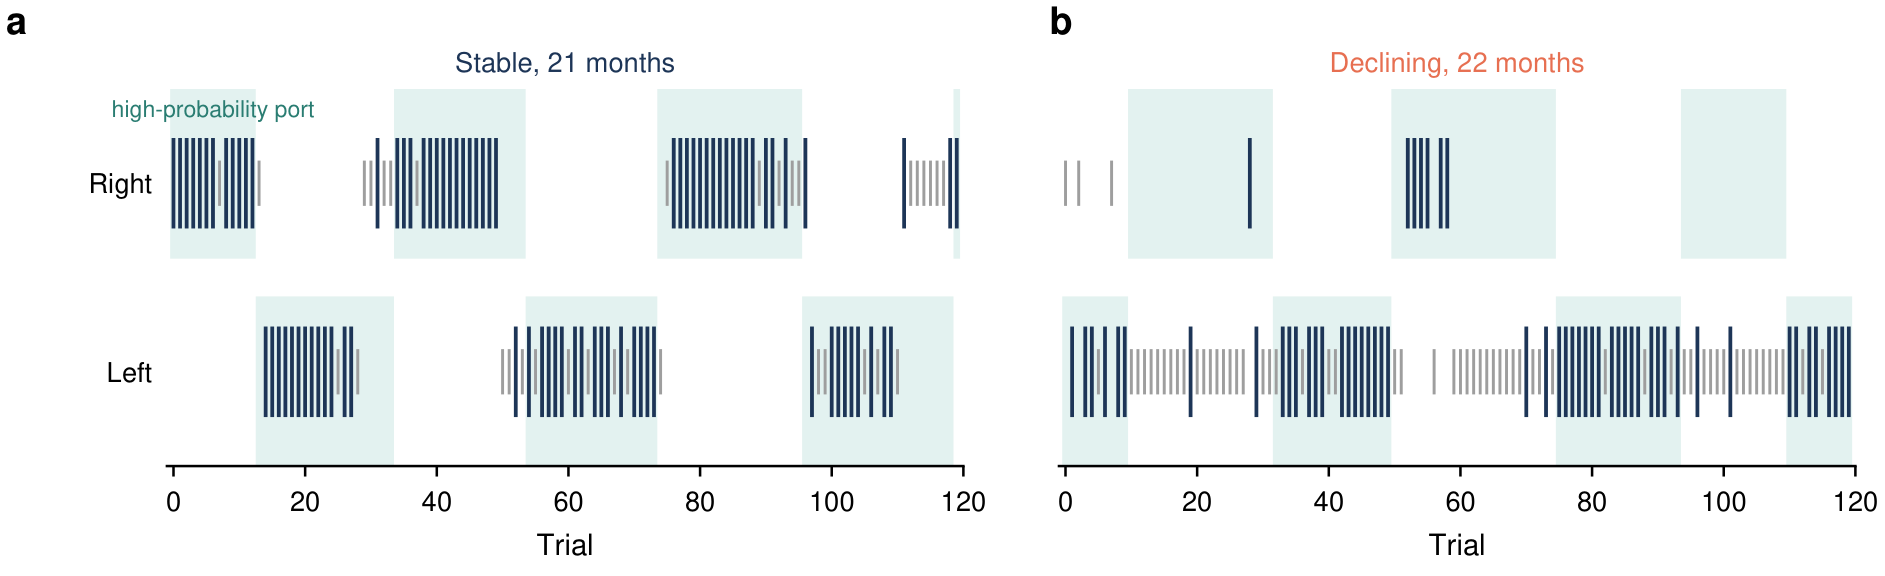 a
b
Stable, 21 months
Declining, 22 months
high-probability port
Right
Left
0 20 40 60 80 100 120
0 20 40 60 80 100 120
Trial
Trial